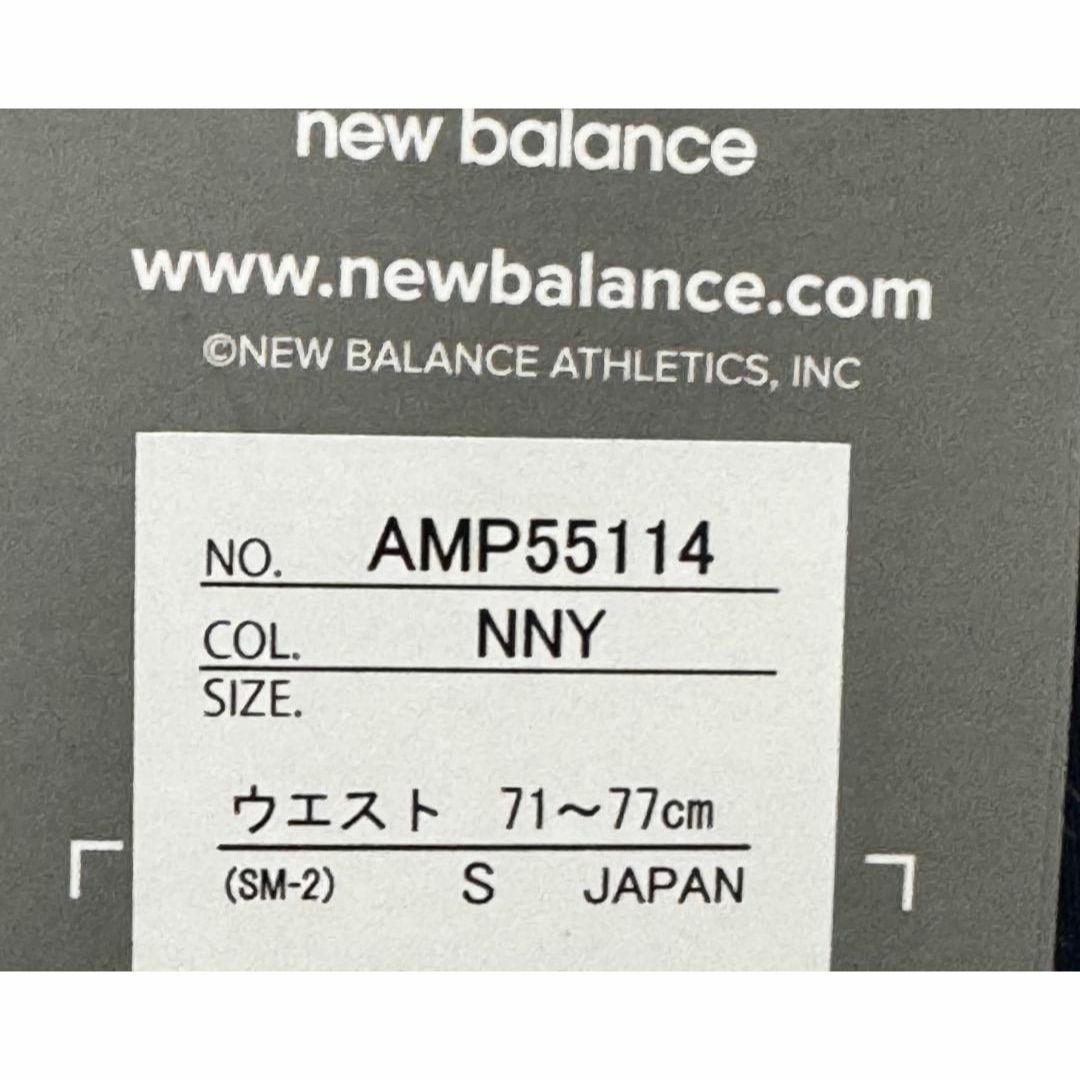 new balance
www.newbalance.com
©NEW BALANCE ATHLETICS, INC
NO. AMP55114
COL. NNY
SIZE.
ウエスト 71～77cm
(SM-2) S JAPAN